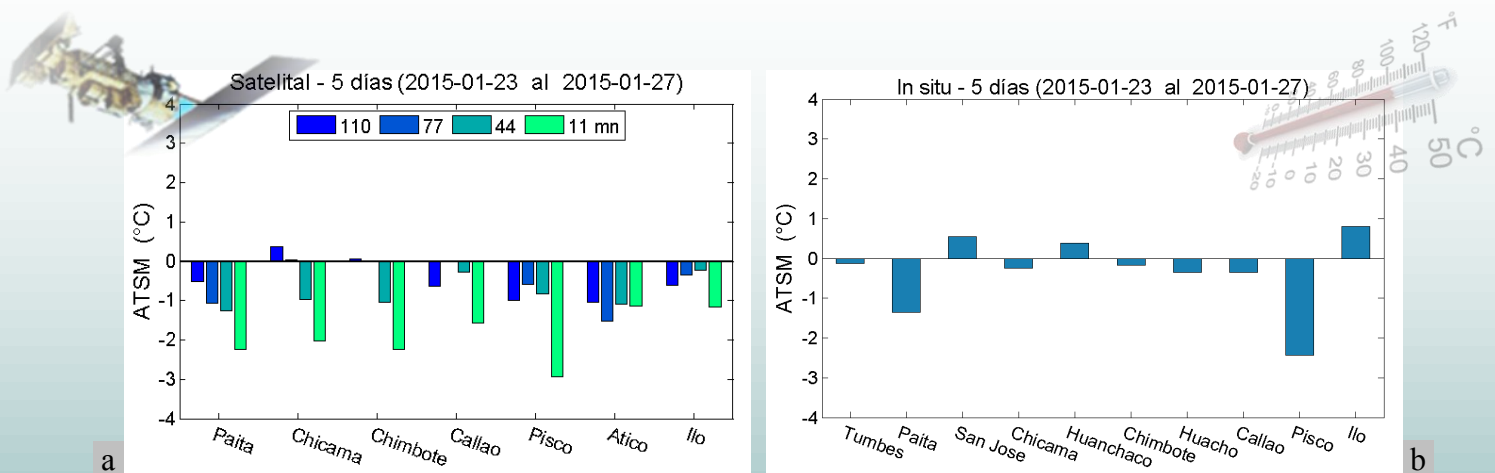 Satelital - 5 días (2015-01-23 al 2015-01-27)
110 77 44 11 mn
ATSM (°C)
4
3
2
1
0
-1
-2
-3
-4
Paita Chicama Chimbote Callao Pisco Atico Ilo
a
In situ - 5 días (2015-01-23 al 2015-01-27)
ATSM (°C)
4
3
2
1
0
-1
-2
-3
-4
Tumbes Paita San Jose Chicama Huanchaco Chimbote Huacho Callao Pisco Ilo
b
°F
120
100
80
60
°C
-20 -10 0 10 20 30 40 50